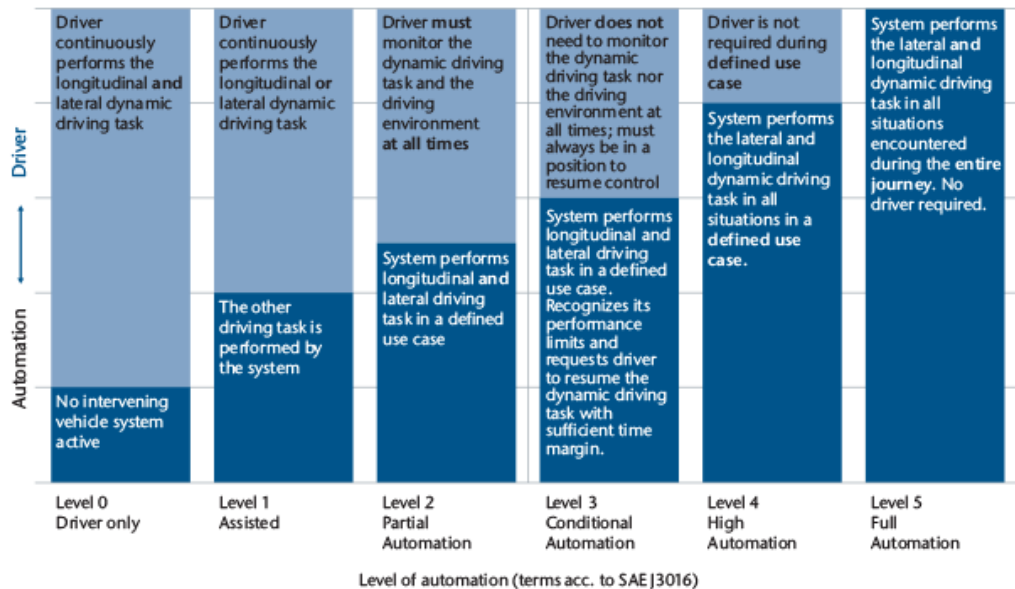 Driver
continuously
performs the
longitudinal and
lateral dynamic
driving task
No intervening
vehicle system
active
Driver
continuously
performs the
longitudinal or
lateral dynamic
driving task
The other
driving task is
performed by
the system
Driver must
monitor the
dynamic driving
task and the
driving
environment
at all times
System performs
longitudinal and
lateral driving
task in a defined
use case
Driver does not
need to monitor
the dynamic
driving task nor
the driving
environment at
all times; must
always be in a
position to
resume control
System performs
longitudinal and
lateral driving
task in a defined
use case.
Recognizes its
performance
limits and
requests driver
to resume the
dynamic driving
task with
sufficient time
margin.
Driver is not
required during
defined use
case
System performs
the lateral and
longitudinal
dynamic driving
task in all
situations in a
defined use
case.
System performs
the lateral and
longitudinal
dynamic driving
task in all
situations
encountered
during the entire
journey. No
driver required.
Driver
Automation
Level 0
Driver only
Level 1
Assisted
Level 2
Partial
Automation
Level 3
Conditional
Automation
Level 4
High
Automation
Level 5
Full
Automation
Level of automation (terms acc. to SAE J3016)